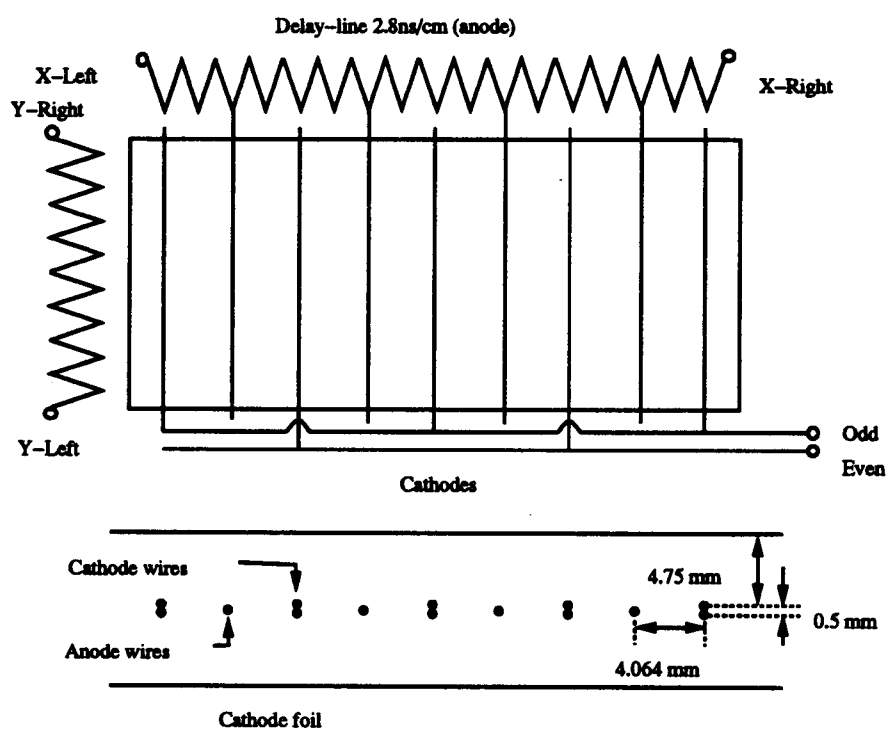 Delay-line 2.8ns/cm (anode)
X-Left
X-Right
Y-Right
Y-Left
Odd
Even
Cathodes
Cathode wires
4.75 mm
0.5 mm
Anode wires
4.064 mm
Cathode foil